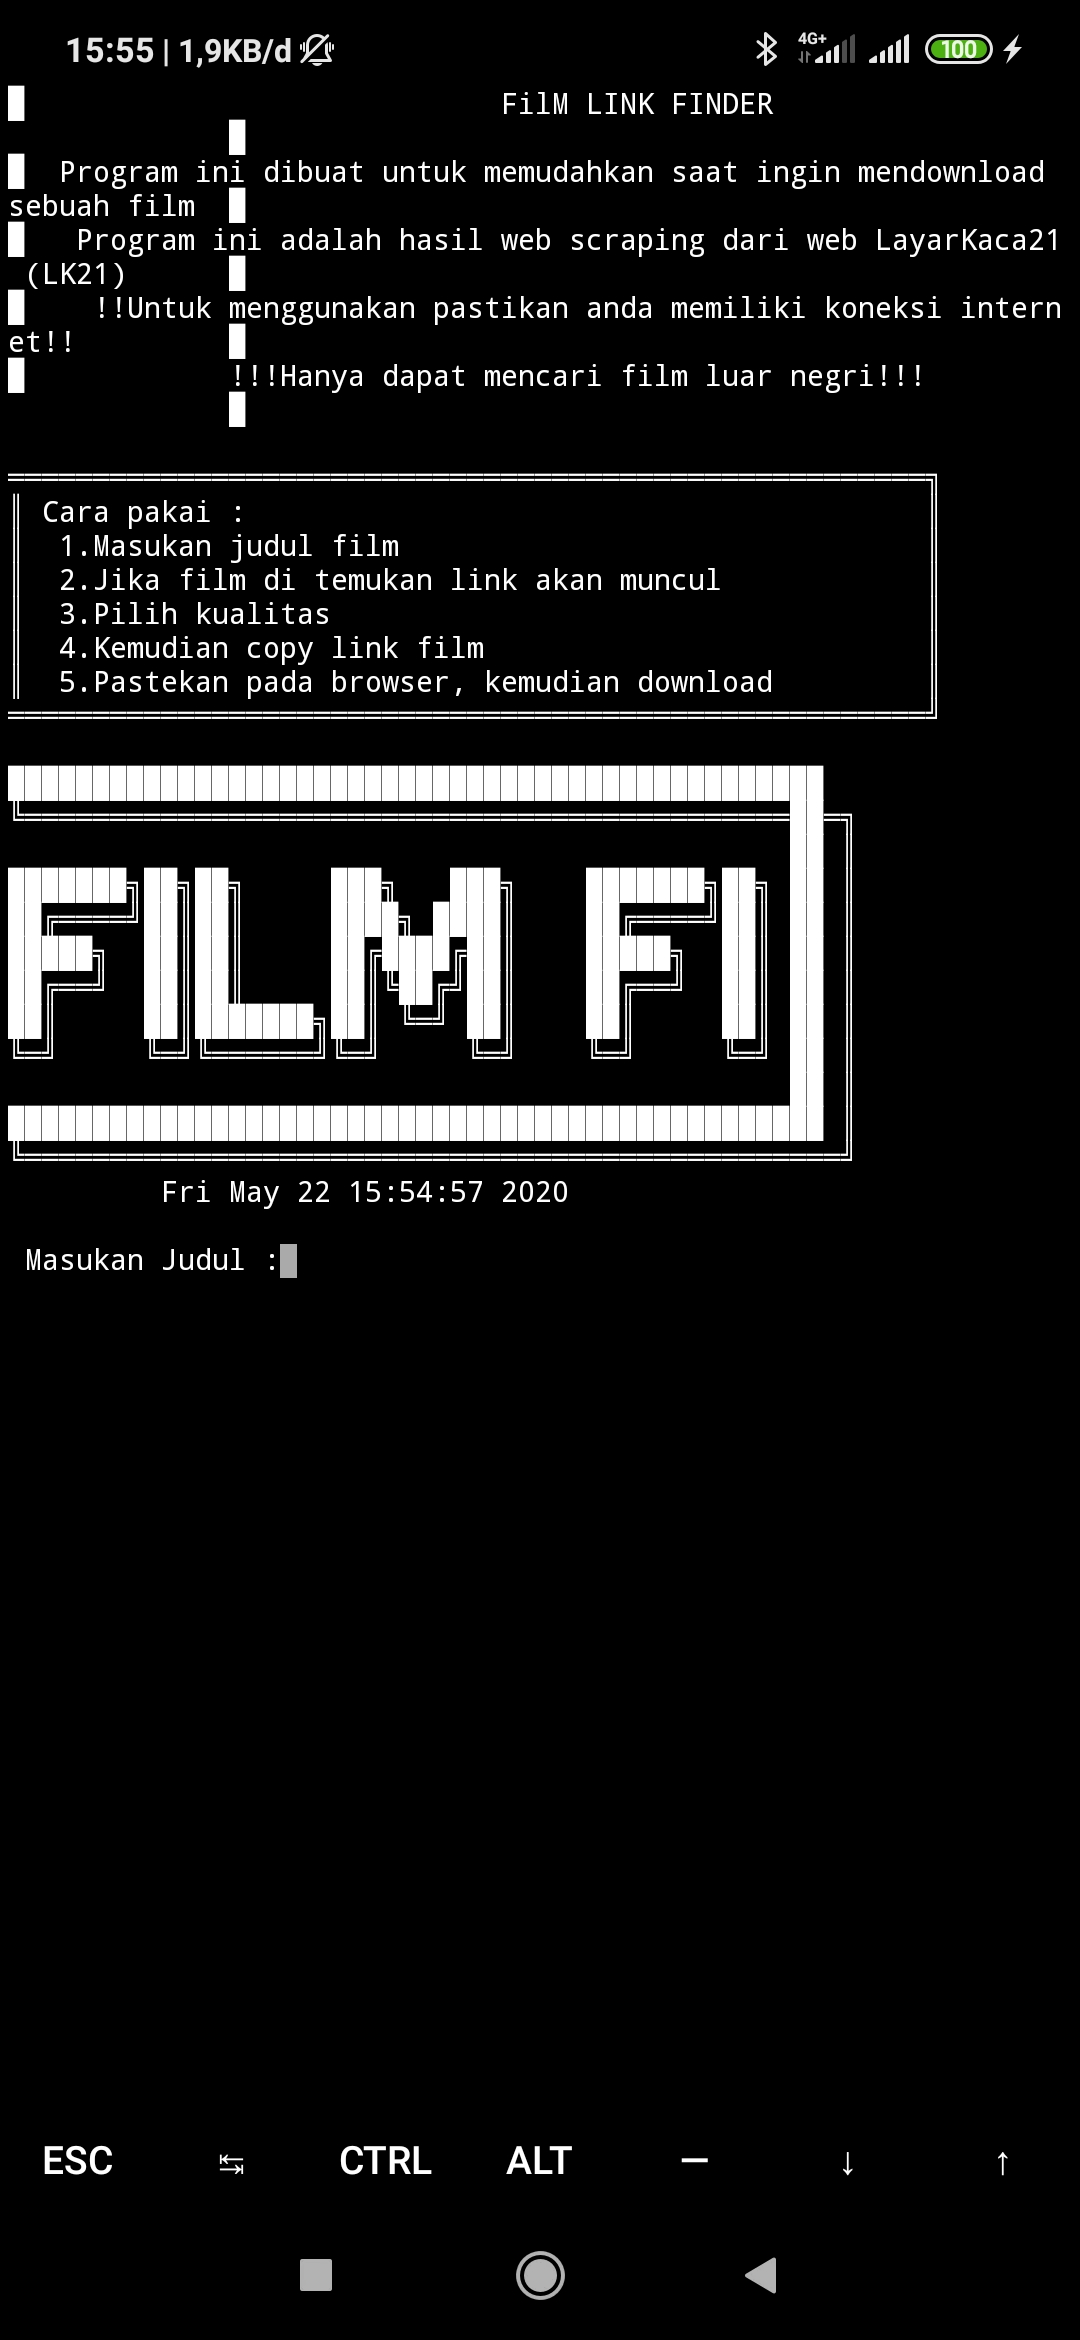 15:55 | 1,9KB/d 4G+ 100
FilM LINK FINDER
Program ini dibuat untuk memudahkan saat ingin mendownload
sebuah film
Program ini adalah hasil web scraping dari web LayarKaca21
(LK21)
!!Untuk menggunakan pastikan anda memiliki koneksi intern
et!!
!!!Hanya dapat mencari film luar negri!!!
Cara pakai :
1.Masukan judul film
2.Jika film di temukan link akan muncul
3.Pilih kualitas
4.Kemudian copy link film
5.Pastekan pada browser, kemudian download
FILM FI
Fri May 22 15:54:57 2020
Masukan Judul :
ESC ↹ CTRL ALT — ↓ ↑